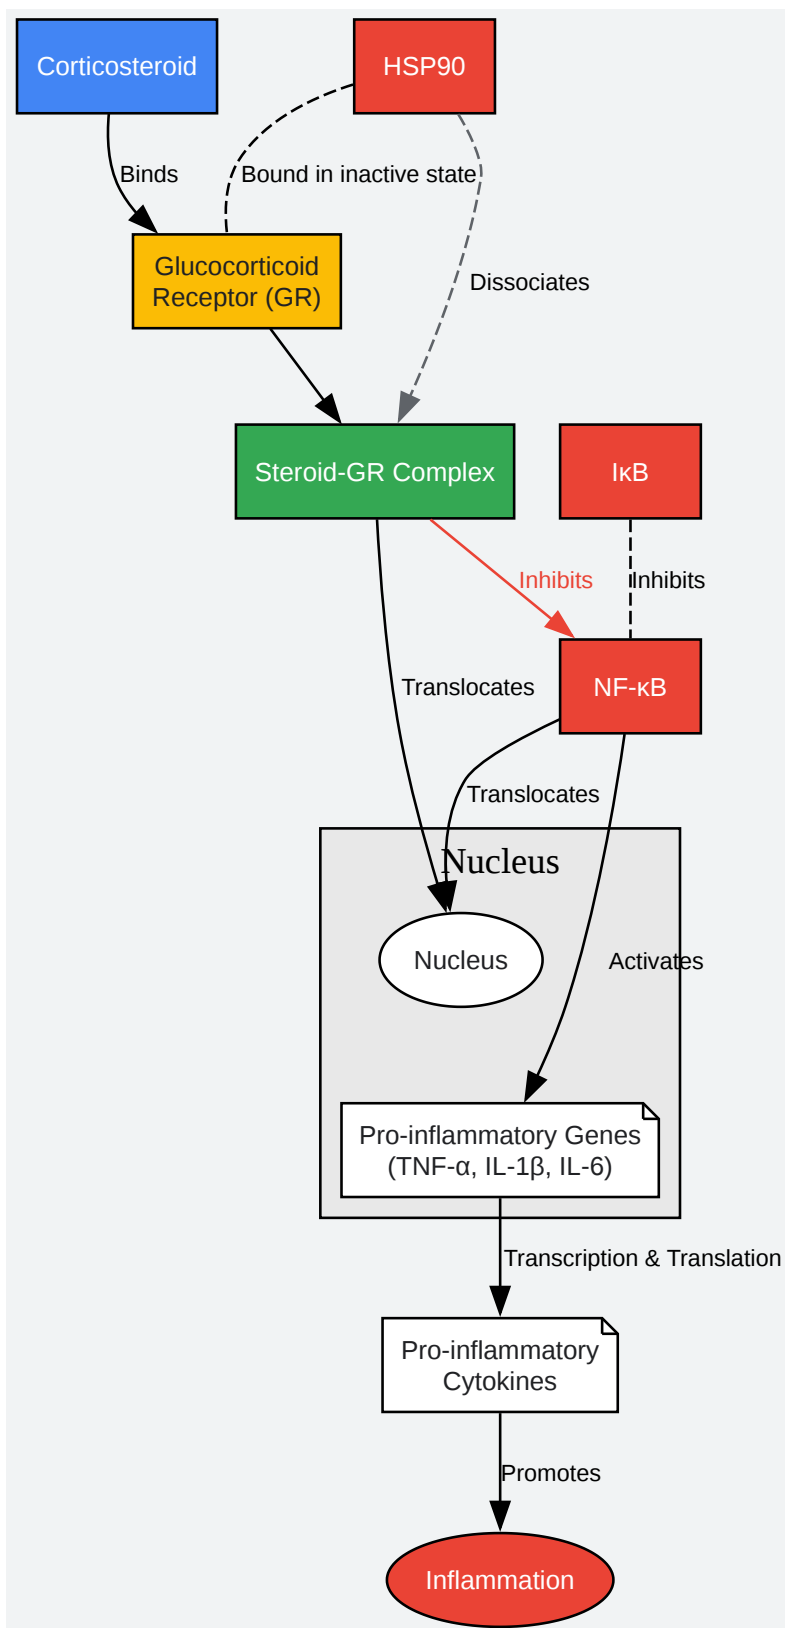 Corticosteroid
HSP90
Binds
Bound in inactive state
Glucocorticoid
Receptor (GR)
Dissociates
Steroid-GR Complex
IκB
Inhibits
Inhibits
Translocates
NF-κB
Translocates
Nucleus
Nucleus
Activates
Pro-inflammatory Genes
(TNF-α, IL-1β, IL-6)
Transcription & Translation
Pro-inflammatory
Cytokines
Promotes
Inflammation